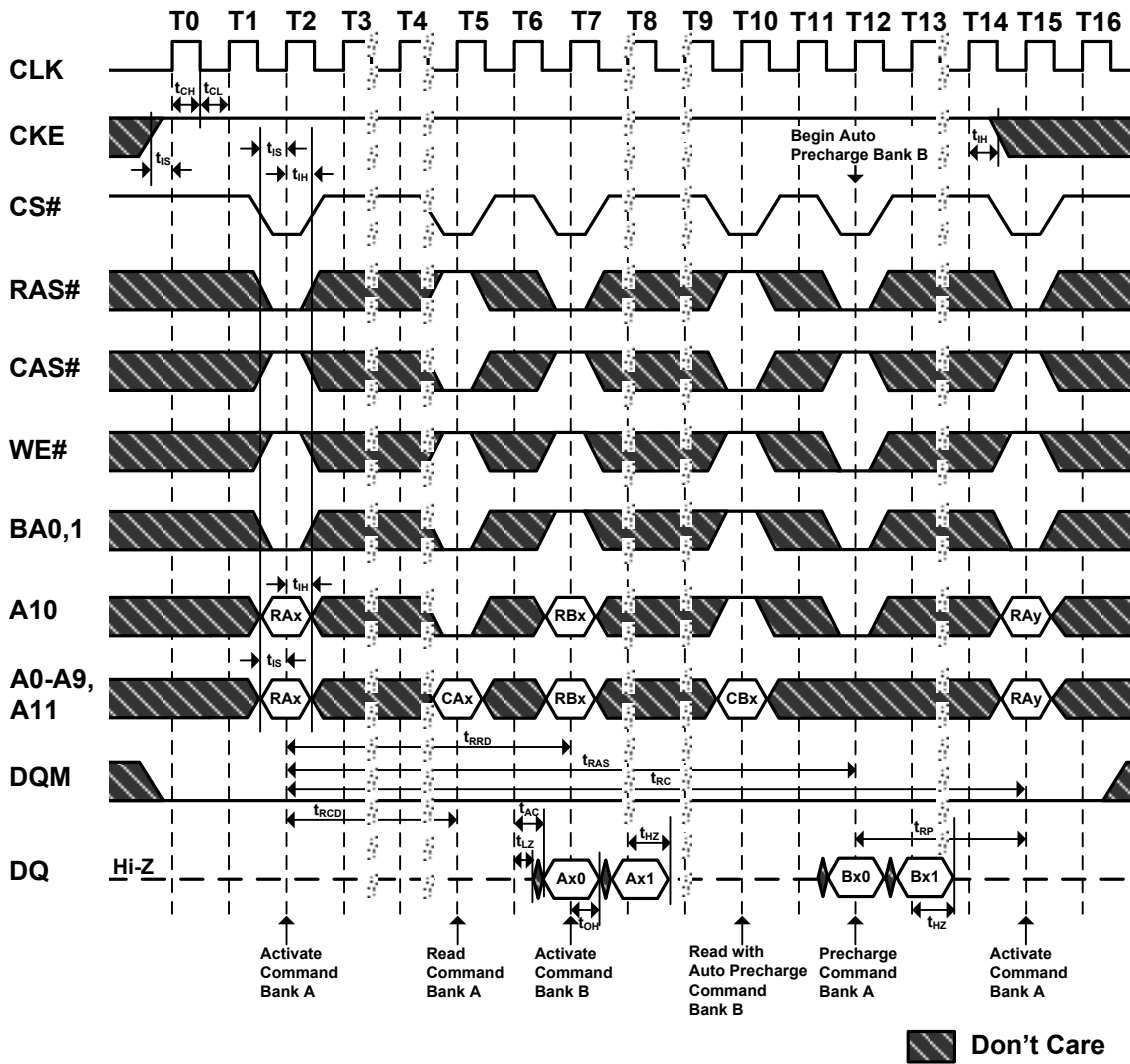 T0 T1 T2 T3 T4 T5 T6 T7 T8 T9 T10 T11 T12 T13 T14 T15 T16
CLK
tCH tCL
CKE
tIS
tIS
tIH
Begin Auto
Precharge Bank B
tIH
CS#
RAS#
CAS#
WE#
BA0,1
tIH
A10
RAx RBx RAy
tIS
A0-A9,
A11
RAx CAx RBx CBx RAy
tRRD
tRAS
tRC
DQM
tRCD
tAC
tLZ
tHZ
tRP
DQ
Hi-Z
Ax0 Ax1 Bx0 Bx1
tOH
tHZ
Activate
Command
Bank A
Read
Command
Bank A
Activate
Command
Bank B
Read with
Auto Precharge
Command
Bank B
Precharge
Command
Bank A
Activate
Command
Bank A
Don't Care